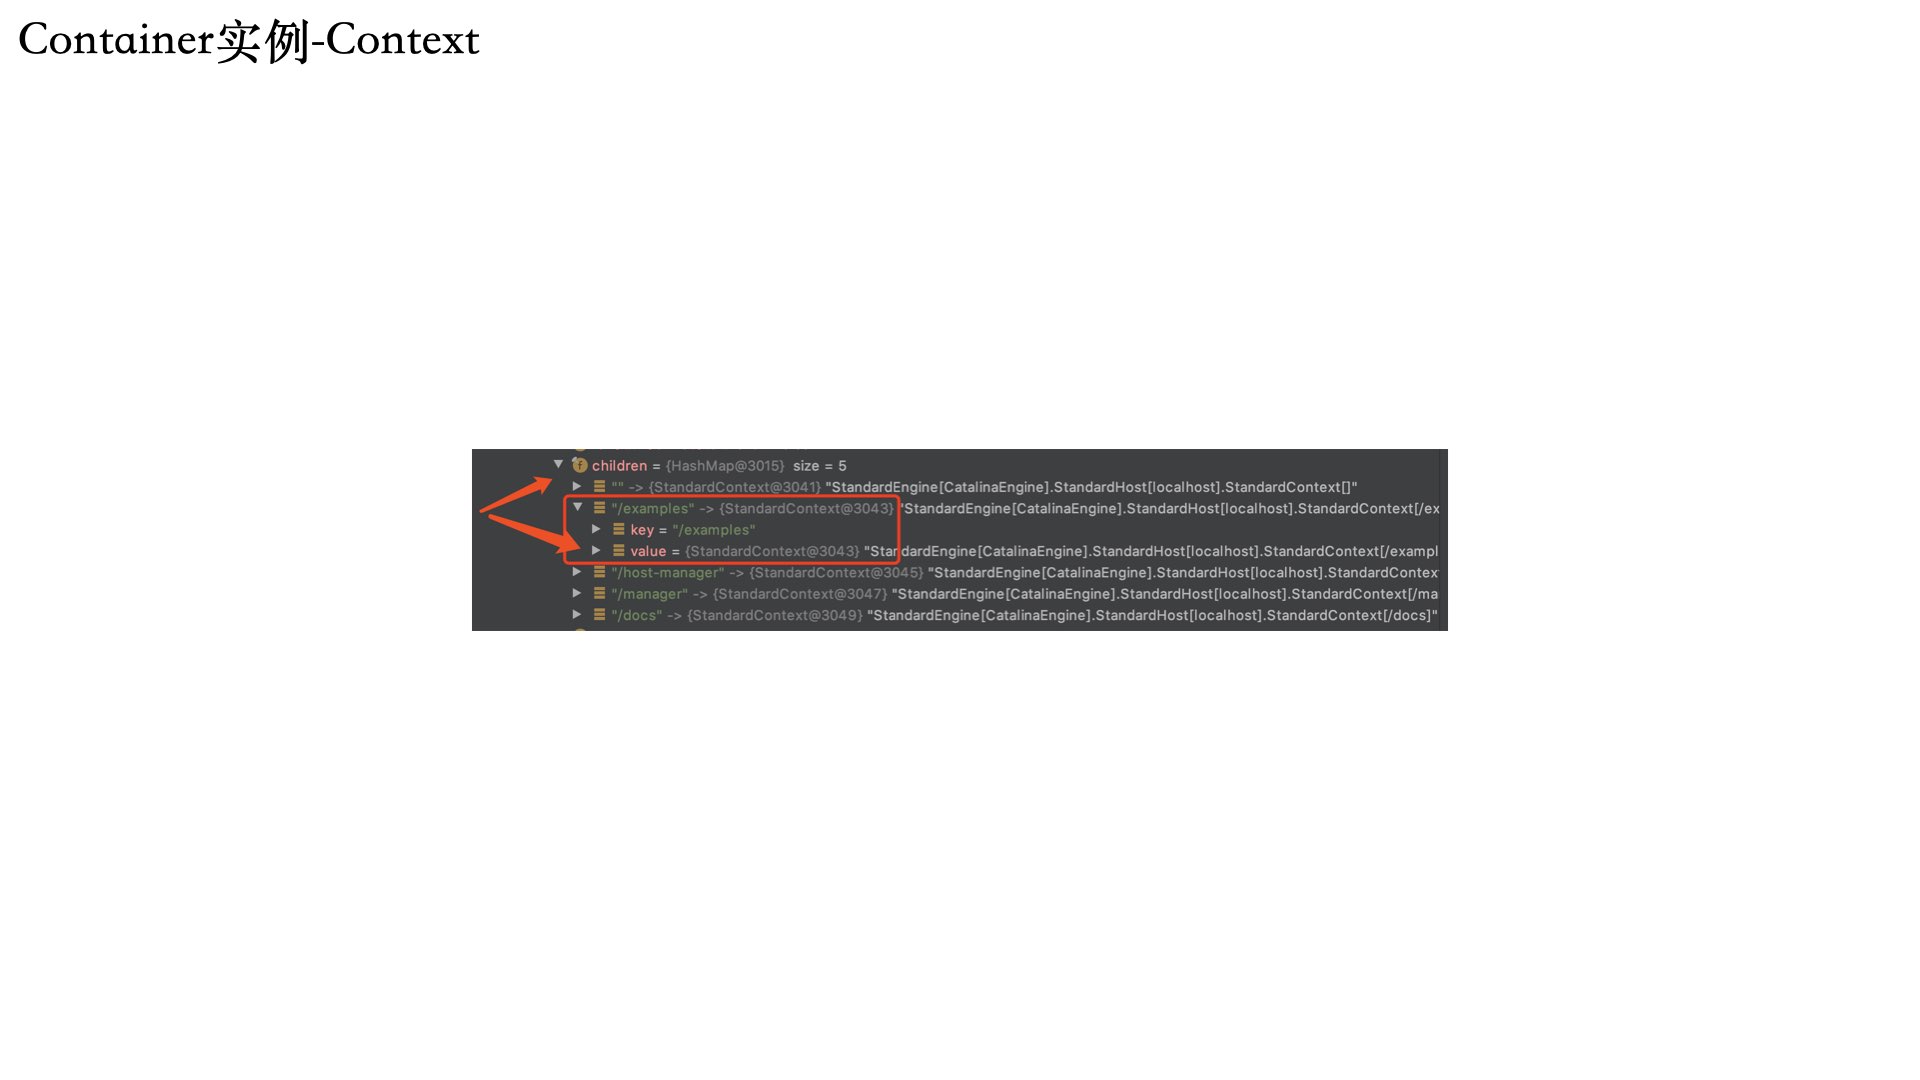 Container实例-Context
children = {HashMap@3015} size = 5
"" -> {StandardContext@3041} "StandardEngine[CatalinaEngine].StandardHost[localhost].StandardContext[]"
"/examples" -> {StandardContext@3043} "StandardEngine[CatalinaEngine].StandardHost[localhost].StandardContext[/ex
key = "/examples"
value = {StandardContext@3043} "StandardEngine[CatalinaEngine].StandardHost[localhost].StandardContext[/exampl
"/host-manager" -> {StandardContext@3045} "StandardEngine[CatalinaEngine].StandardHost[localhost].StandardContex
"/manager" -> {StandardContext@3047} "StandardEngine[CatalinaEngine].StandardHost[localhost].StandardContext[/ma
"/docs" -> {StandardContext@3049} "StandardEngine[CatalinaEngine].StandardHost[localhost].StandardContext[/docs]"